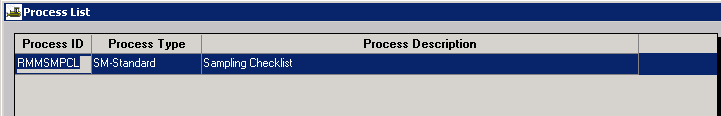 Process List
Process ID Process Type Process Description
RMMSMPCL SM-Standard Sampling Checklist